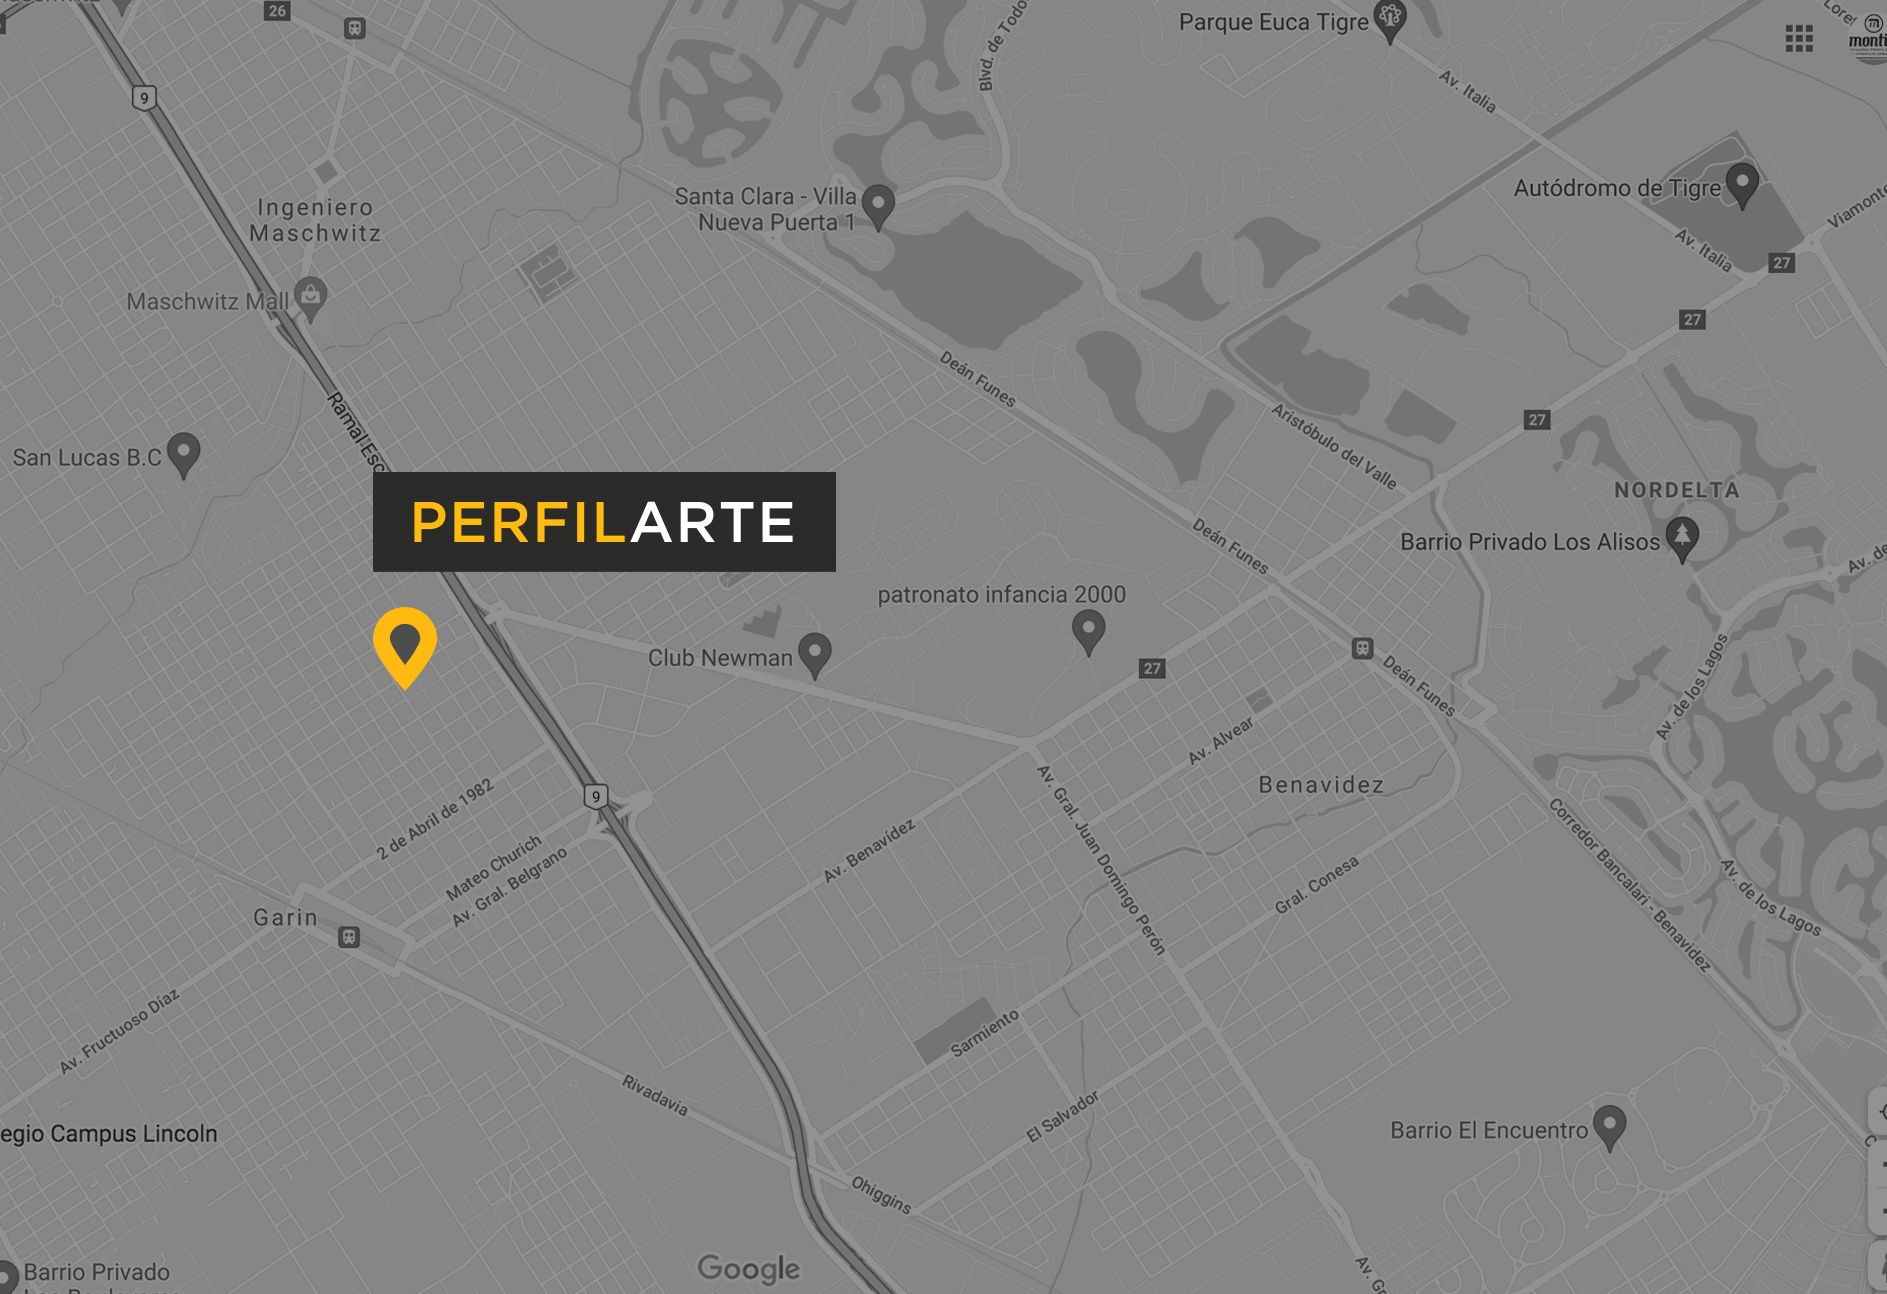 26
Parque Euca Tigre
Blvd. de Todo
Av. Italia
9
Santa Clara - Villa
Nueva Puerta 1
Autódromo de Tigre
Viamonte
Ingeniero
Maschwitz
Av. Italia
27
Maschwitz Mall
27
Deán Funes
Ramal Esc
Aristóbulo del Valle
27
San Lucas B.C
NORDELTA
PERFILARTE
Deán Funes
Barrio Privado Los Alisos
Av. de
patronato infancia 2000
Club Newman
27
Deán Funes
Av. de los Lagos
Av. Alvear
Benavidez
9
2 de Abril de 1982
Mateo Churich
Av. Gral. Belgrano
Av. Benavídez
Av. Gral. Juan Domingo Perón
Gral. Conesa
Corredor Bancalari - Benavidez
Av. de los Lagos
Garin
Av. Fructuoso Diaz
Sarmiento
Rivadavia
El Salvador
egio Campus Lincoln
Barrio El Encuentro
Ohiggins
Google
Av. G
Barrio Privado